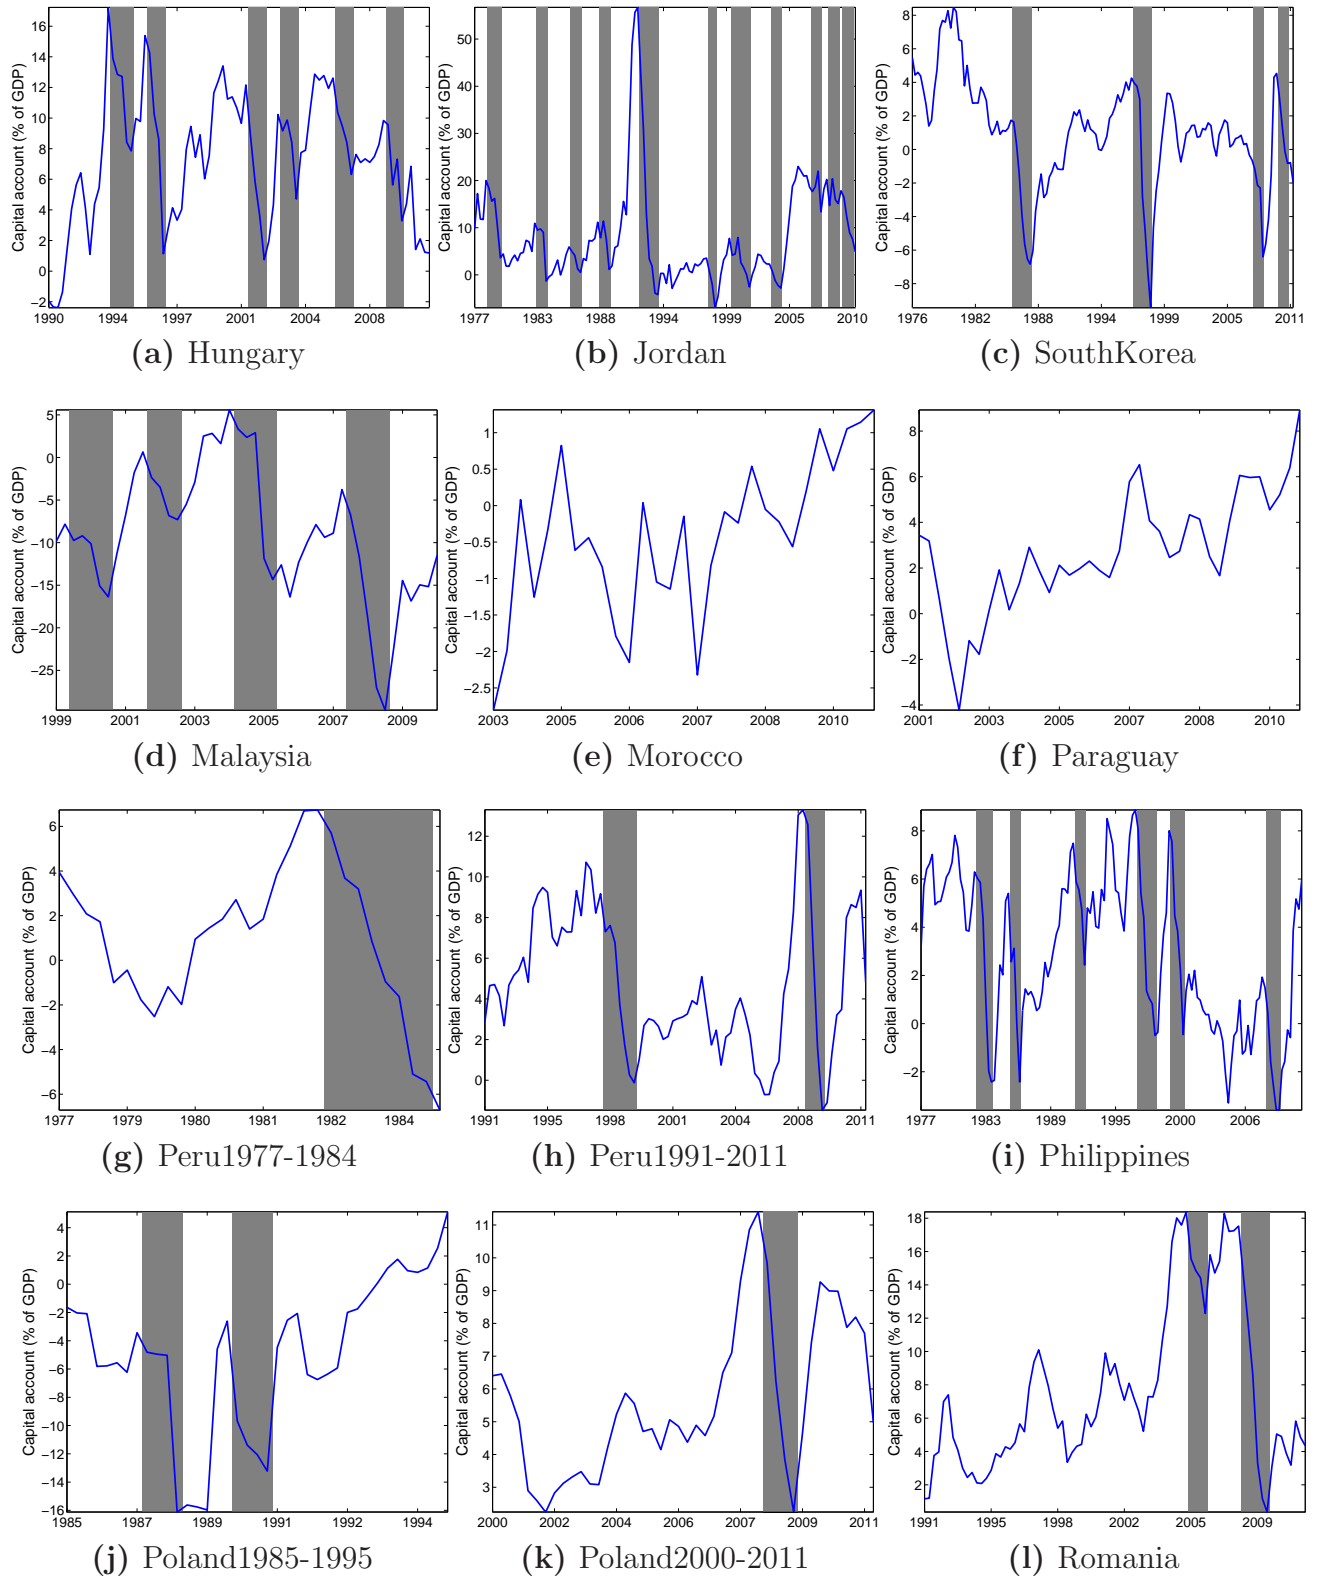 Capital account (% of GDP)
16
14
12
10
8
6
4
2
0
−2
1990 1994 1997 2001 2004 2008
(a) Hungary
Capital account (% of GDP)
50
40
30
20
10
0
1977 1983 1988 1994 1999 2005 2010
(b) Jordan
Capital account (% of GDP)
8
6
4
2
0
−2
−4
−6
−8
1976 1982 1988 1994 1999 2005 2011
(c) SouthKorea
Capital account (% of GDP)
5
0
−5
−10
−15
−20
−25
1999 2001 2003 2005 2007 2009
(d) Malaysia
Capital account (% of GDP)
1
0.5
0
−0.5
−1
−1.5
−2
−2.5
2003 2005 2006 2007 2008 2010
(e) Morocco
Capital account (% of GDP)
8
6
4
2
0
−2
−4
2001 2003 2005 2007 2008 2010
(f) Paraguay
Capital account (% of GDP)
6
4
2
0
−2
−4
−6
1977 1979 1980 1981 1982 1984
(g) Peru1977-1984
Capital account (% of GDP)
12
10
8
6
4
2
0
1991 1995 1998 2001 2004 2008 2011
(h) Peru1991-2011
Capital account (% of GDP)
8
6
4
2
0
−2
1977 1983 1989 1995 2000 2006
(i) Philippines
Capital account (% of GDP)
4
2
0
−2
−4
−6
−8
−10
−12
−14
−16
1985 1987 1989 1991 1992 1994
(j) Poland1985-1995
Capital account (% of GDP)
11
10
9
8
7
6
5
4
3
2000 2002 2004 2006 2007 2009 2011
(k) Poland2000-2011
Capital account (% of GDP)
18
16
14
12
10
8
6
4
2
1991 1995 1998 2002 2005 2009
(l) Romania